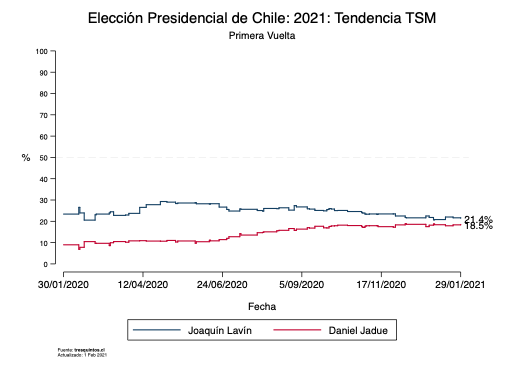 Elección Presidencial de Chile: 2021: Tendencia TSM
Primera Vuelta
100
90
80
70
60
%
50
40
30
20
10
0
21.4%
18.5%
30/01/2020 12/04/2020 24/06/2020 5/09/2020 17/11/2020 29/01/2021
Fecha
Joaquín Lavín Daniel Jadue
Fuente: tresquintos.cl
Actualizado: 1 Feb 2021